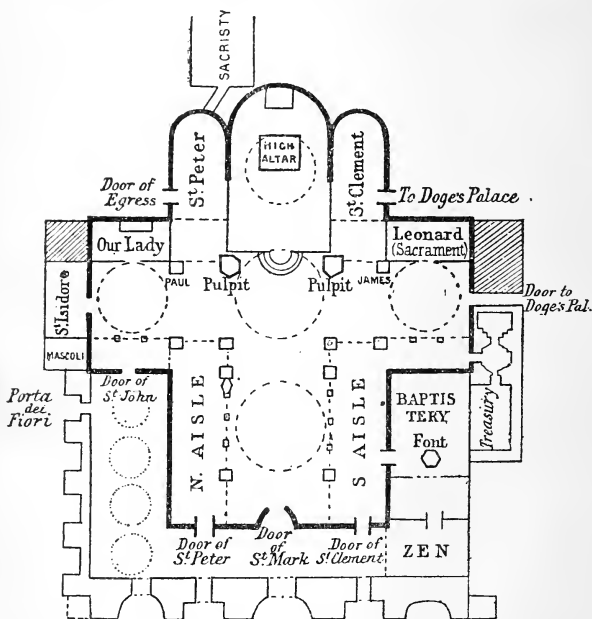 SACRISTY
St. Peter
HIGH
ALTAR
St. Clement
Door of
Egress
To Doge's Palace.
Our Lady
Leonard
(Sacrament)
PAUL
Pulpit
Pulpit
JAMES
St. Isidore
Door to
Doge's Pal.
MASCOLI
Door of
St. John
Porta
dei
Fiori
N. AISLE
S AISLE
BAPTIS
TERY,
Font
Treasury
Door of
St. Peter
Door
of
St. Mark
Door of
St. Clement
ZEN